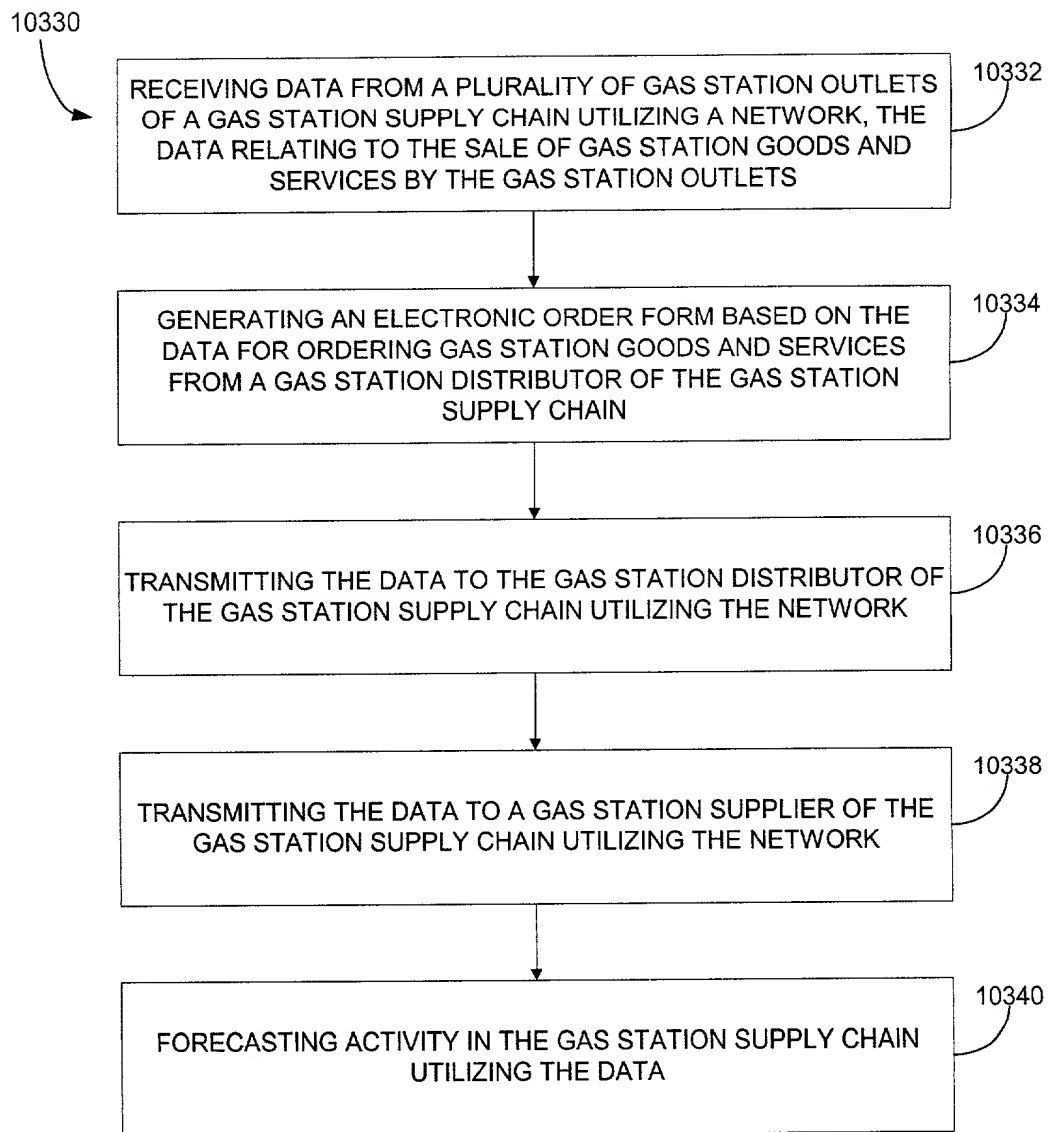 10330
10332
RECEIVING DATA FROM A PLURALITY OF GAS STATION OUTLETS
OF A GAS STATION SUPPLY CHAIN UTILIZING A NETWORK, THE
DATA RELATING TO THE SALE OF GAS STATION GOODS AND
SERVICES BY THE GAS STATION OUTLETS
10334
GENERATING AN ELECTRONIC ORDER FORM BASED ON THE
DATA FOR ORDERING GAS STATION GOODS AND SERVICES
FROM A GAS STATION DISTRIBUTOR OF THE GAS STATION
SUPPLY CHAIN
10336
TRANSMITTING THE DATA TO THE GAS STATION DISTRIBUTOR OF
THE GAS STATION SUPPLY CHAIN UTILIZING THE NETWORK
10338
TRANSMITTING THE DATA TO A GAS STATION SUPPLIER OF THE
GAS STATION SUPPLY CHAIN UTILIZING THE NETWORK
10340
FORECASTING ACTIVITY IN THE GAS STATION SUPPLY CHAIN
UTILIZING THE DATA